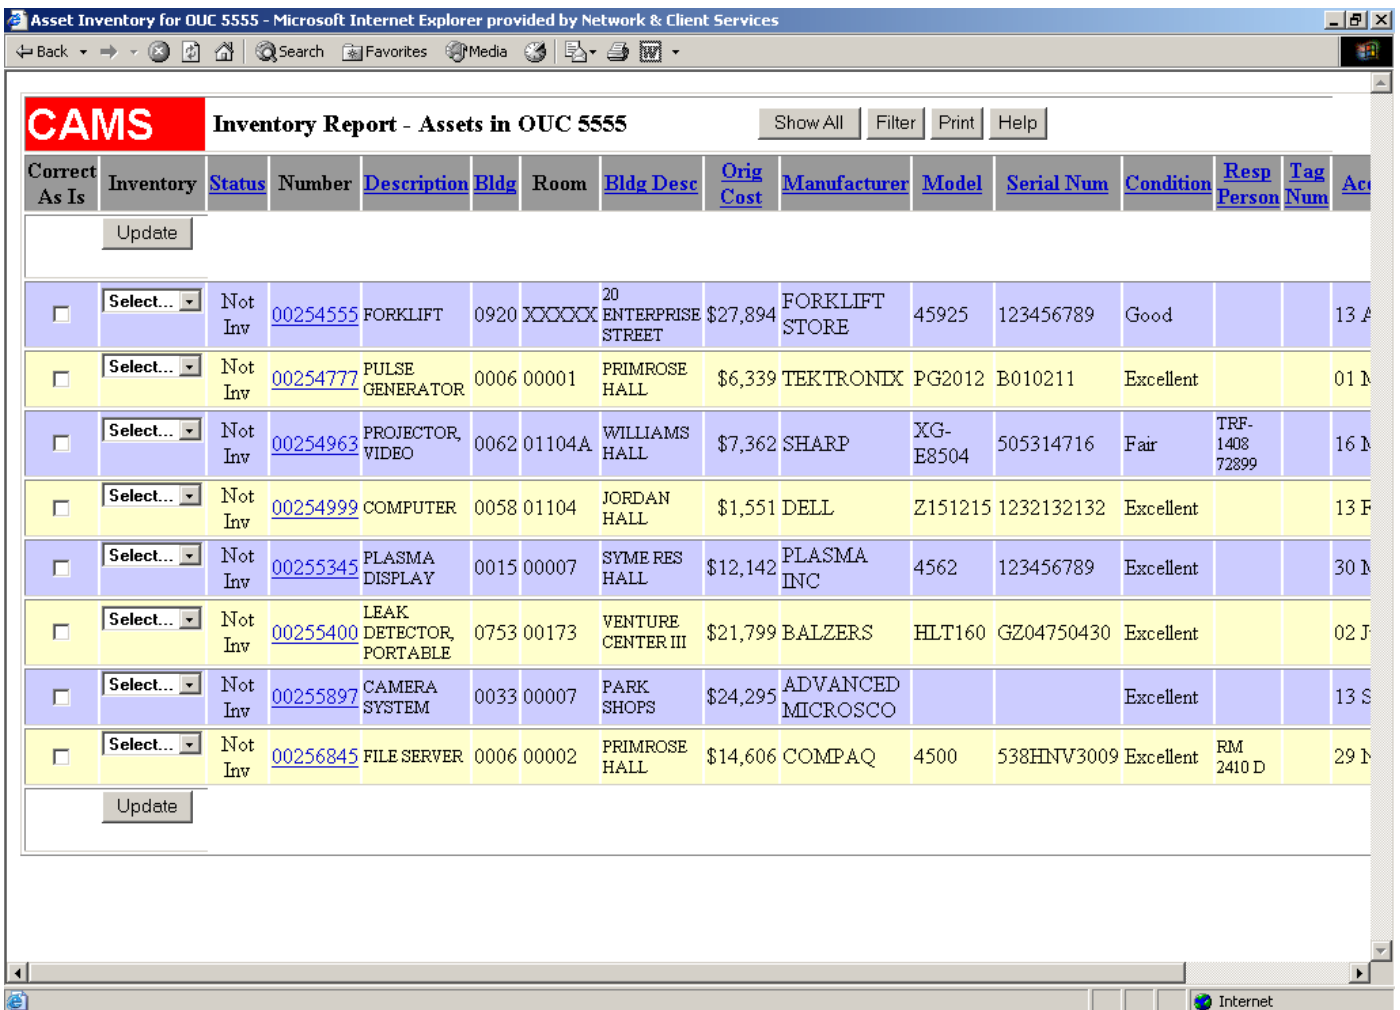 Asset Inventory for OUC 5555 - Microsoft Internet Explorer provided by Network & Client Services
Back Search Favorites Media
CAMS Inventory Report - Assets in OUC 5555 Show All Filter Print Help
Correct As Is Inventory Status Number Description Bldg Room Bldg Desc Orig Cost Manufacturer Model Serial Num Condition Resp Person Tag Num
Update
Select... Not Inv 00254555 FORKLIFT 0920 XXXXX 20 ENTERPRISE STREET $27,894 FORKLIFT STORE 45925 123456789 Good 13
Select... Not Inv 00254777 PULSE GENERATOR 0006 00001 PRIMROSE HALL $6,339 TEKTRONIX PG2012 B010211 Excellent 01
Select... Not Inv 00254963 PROJECTOR, VIDEO 0062 01104A WILLIAMS HALL $7,362 SHARP XG-E8504 505314716 Fair TRF-1408 72899 16
Select... Not Inv 00254999 COMPUTER 0058 01104 JORDAN HALL $1,551 DELL Z151215 1232132132 Excellent 13
Select... Not Inv 00255345 PLASMA DISPLAY 0015 00007 SYME RES HALL $12,142 PLASMA INC 4562 123456789 Excellent 30
Select... Not Inv 00255400 LEAK DETECTOR, PORTABLE 0753 00173 VENTURE CENTER III $21,799 BALZERS HLT160 GZ04750430 Excellent 02
Select... Not Inv 00255897 CAMERA SYSTEM 0033 00007 PARK SHOPS $24,295 ADVANCED MICROSCO Excellent 13
Select... Not Inv 00256845 FILE SERVER 0006 00002 PRIMROSE HALL $14,606 COMPAQ 4500 538HNV3009 Excellent RM 2410 D 29
Update
Internet